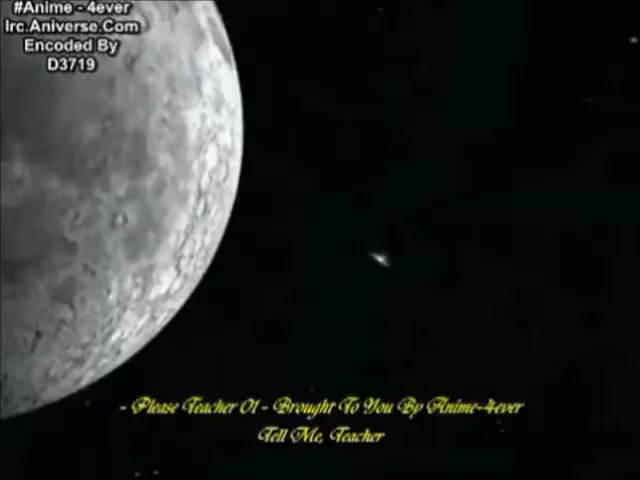 #Anime - 4ever
Irc.Aniverse.Com
Encoded By
D3719
- Please Teacher 01 - Brought To You By Anime-4ever
Tell Me, Teacher